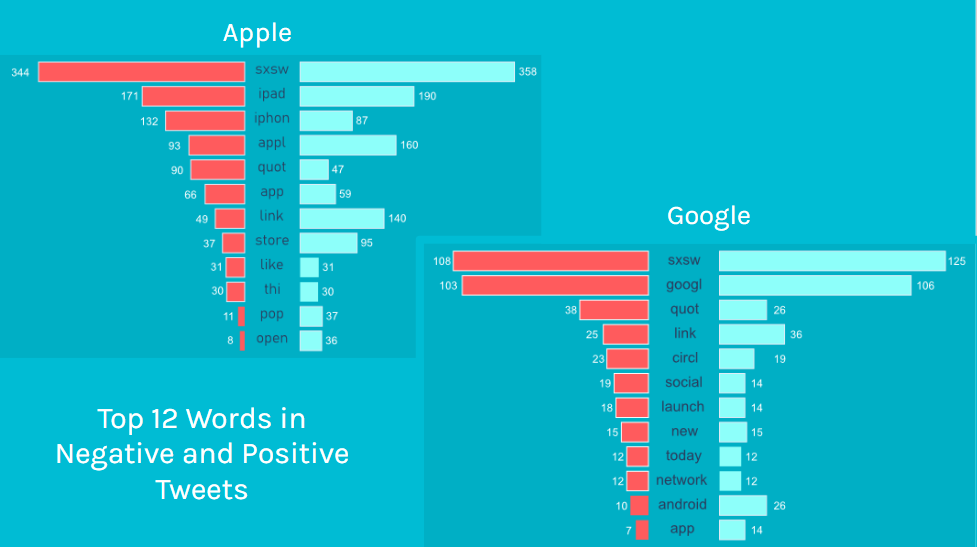 Apple
344 sxsw 358
171 ipad 190
132 iphon 87
93 appl 160
90 quot 47
66 app 59
49 link 140
37 store 95
31 like 31
30 thi 30
11 pop 37
8 open 36
Google
108 sxsw 125
103 googl 106
38 quot 26
25 link 36
23 circl 19
19 social 14
18 launch 14
15 new 15
12 today 12
12 network 12
10 android 26
7 app 14
Top 12 Words in
Negative and Positive
Tweets